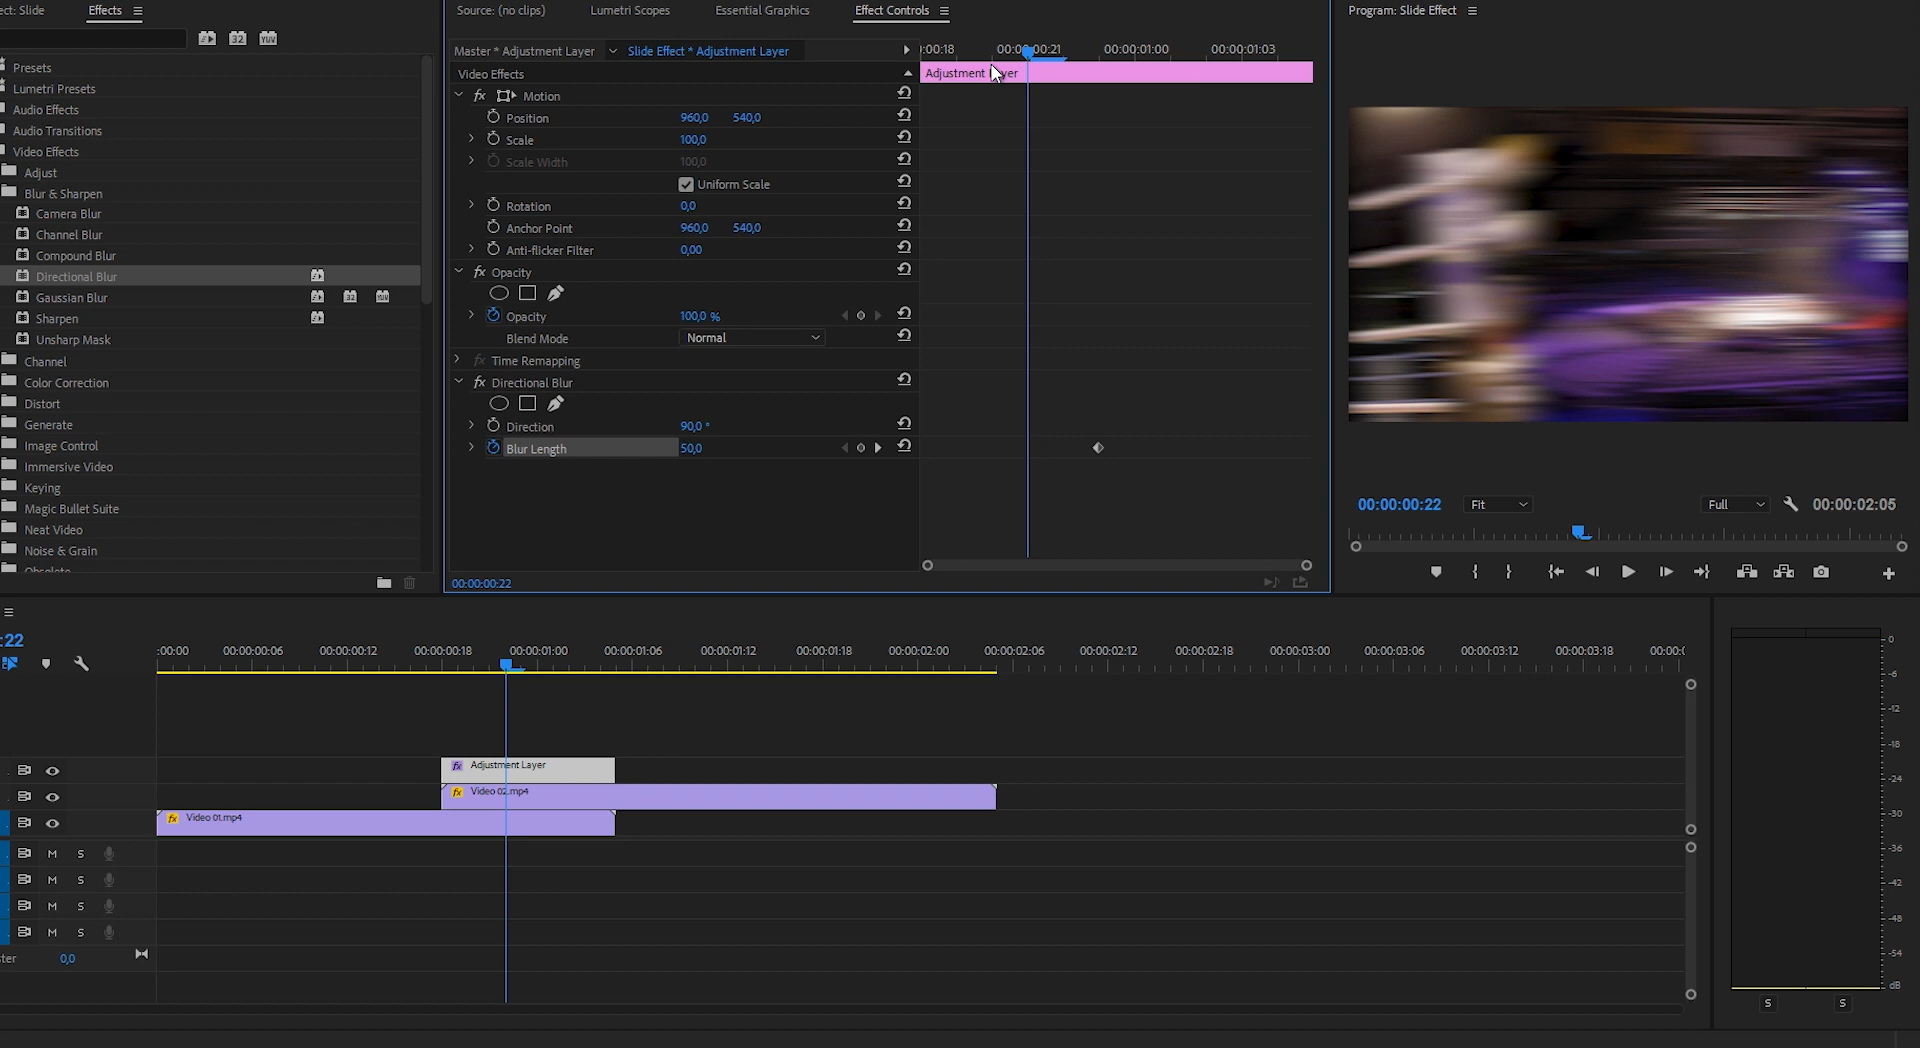 ect: Slide
Effects
Source: (no clips)
Lumetri Scopes
Essential Graphics
Effect Controls
Program: Slide Effect
32
YUV
Presets
Lumetri Presets
Audio Effects
Audio Transitions
Video Effects
Adjust
Blur & Sharpen
Camera Blur
Channel Blur
Compound Blur
Directional Blur
Gaussian Blur
32
YUV
Sharpen
Unsharp Mask
Channel
Color Correction
Distort
Generate
Image Control
Immersive Video
Keying
Magic Bullet Suite
Neat Video
Noise & Grain
Obsolete
Master * Adjustment Layer
Slide Effect * Adjustment Layer
:00:18
00:00:00:21
00:00:01:00
00:00:01:03
Video Effects
Adjustment Layer
fx Motion
Position 960,0 540,0
Scale 100,0
Scale Width 100,0
Uniform Scale
Rotation 0,0
Anchor Point 960,0 540,0
Anti-flicker Filter 0,00
fx Opacity
Opacity 100,0 %
Blend Mode Normal
fx Time Remapping
fx Directional Blur
Direction 90,0 °
Blur Length 50,0
00:00:00:22
00:00:00:22
Fit
Full
00:00:02:05
:22
:00:00
00:00:00:06
00:00:00:12
00:00:00:18
00:00:01:00
00:00:01:06
00:00:01:12
00:00:01:18
00:00:02:00
00:00:02:06
00:00:02:12
00:00:02:18
00:00:03:00
00:00:03:06
00:00:03:12
00:00:03:18
00:00:
fx Adjustment Layer
fx Video 02.mp4
fx Video 01.mp4
M S
M S
M S
M S
ter 0,0
0
-6
-12
-18
-24
-30
-36
-42
-48
-54
dB
S S